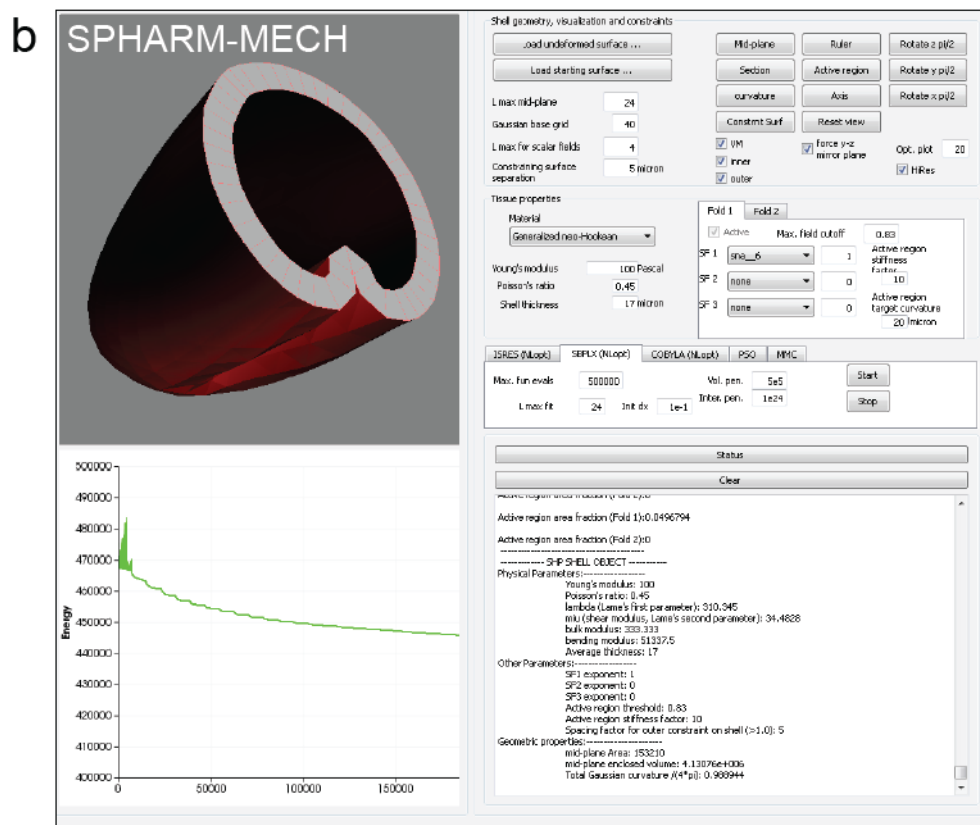 b
SPHARM-MECH
Shell geometry, visualization and constraints
Load undeformed surface ...
Load starting surface ...
L max mid-plane 24
Gaussian base grid 40
L max for scalar fields 4
Constraining surface separation 5 micron
Mid-plane Ruler Rotate z pi/2
Section Active region Rotate y pi/2
curvature Axis Rotate x pi/2
Constrnt Surf Reset view
VM
inner
outer
force y-z mirror plane
Opt. plot 20
HiRes
Tissue properties
Material
Generalized neo-Hookean
Young's modulus 100 Pascal
Poisson's ratio 0.45
Shell thickness 17 micron
Fold 1 Fold 2
Active Max. field cutoff 0.83
SF 1 sna__6 1
SF 2 none 0
SF 3 none 0
Active region
stiffness
factor
10
Active region
target curvature
20 micron
ISRES (NLopt) SBPLX (NLopt) COBYLA (NLopt) PSO MMC
Max. fun evals 500000 Vol. pen. 5e5 Start
L max fit 24 Init dx 1e-1 Inter. pen. 1e24 Stop
Status
Clear
Active region area fraction (Fold 2):0
Active region area fraction (Fold 1):0.0496794
Active region area fraction (Fold 2):0
----------------------------------------
------------- SHP SHELL OBJECT -----------
Physical Parameters:------------------
Young's modulus: 100
Poisson's ratio: 0.45
lambda (Lame's first parameter): 310.345
miu (shear modulus, Lame's second parameter): 34.4828
bulk modulus: 333.333
bending modulus: 51337.5
Average thickness: 17
Other Parameters:------------------
SF1 exponent: 1
SF2 exponent: 0
SF3 exponent: 0
Active region threshold: 0.83
Active region stiffness factor: 10
Spacing factor for outer constraint on shell (>1.0): 5
Geometric properties:----------------------
mid-plane Area: 153210
mid-plane enclosed volume: 4.13076e+006
Total Gaussian curvature /(4*pi): 0.988944
Energy
500000
490000
480000
470000
460000
450000
440000
430000
420000
410000
400000
0 50000 100000 150000